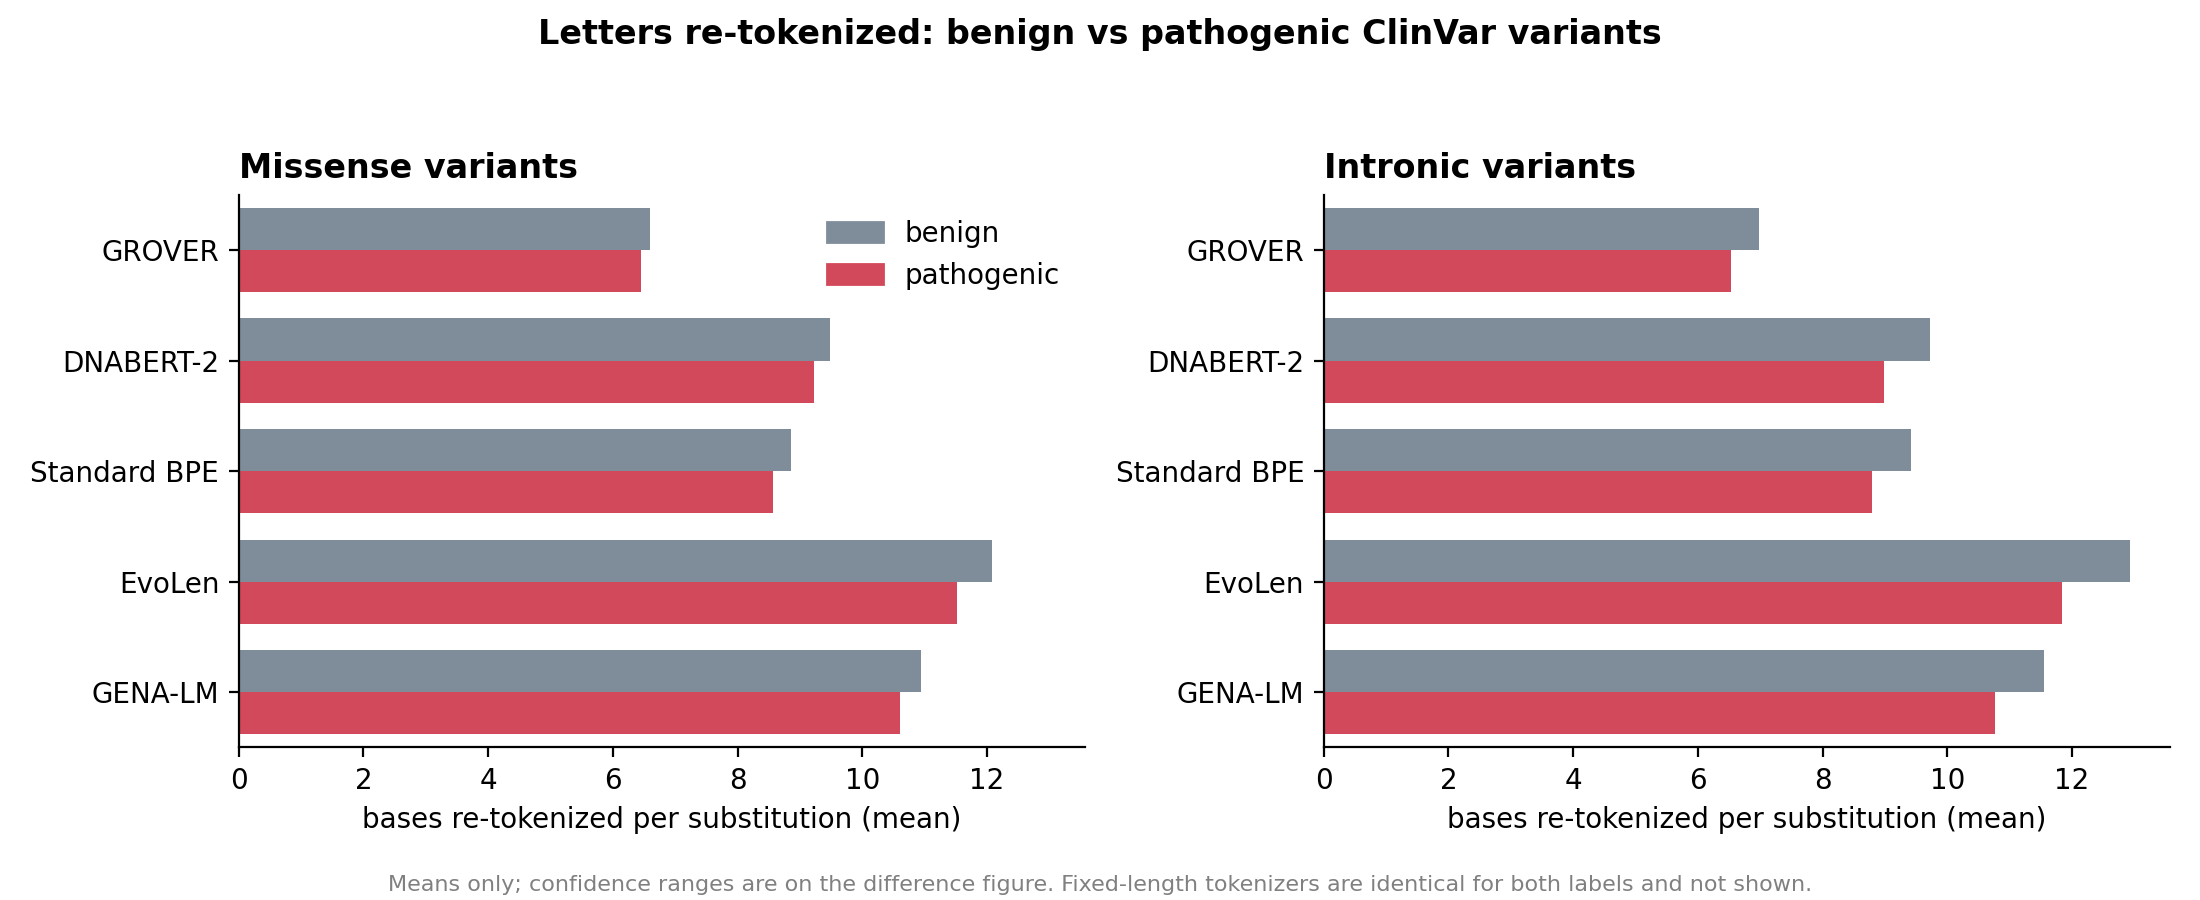 Letters re-tokenized: benign vs pathogenic ClinVar variants
Missense variants
GROVER
DNABERT-2
Standard BPE
EvoLen
GENA-LM
benign
pathogenic
0 2 4 6 8 10 12
bases re-tokenized per substitution (mean)
Intronic variants
GROVER
DNABERT-2
Standard BPE
EvoLen
GENA-LM
0 2 4 6 8 10 12
bases re-tokenized per substitution (mean)
Means only; confidence ranges are on the difference figure. Fixed-length tokenizers are identical for both labels and not shown.